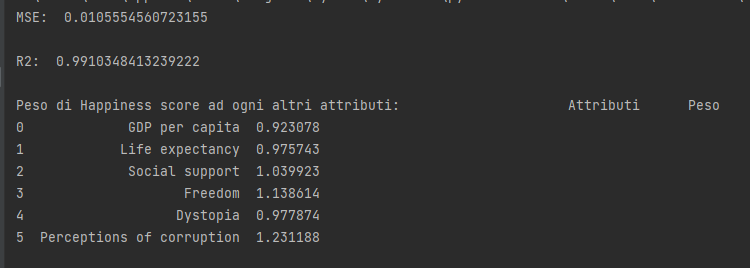 MSE:  0.0105554560723155
R2:  0.9910348413239222
Peso di Happiness score ad ogni altri attributi:                     Attributi      Peso
0             GDP per capita  0.923078
1            Life expectancy  0.975743
2             Social support  1.039923
3                    Freedom  1.138614
4                   Dystopia  0.977874
5  Perceptions of corruption  1.231188